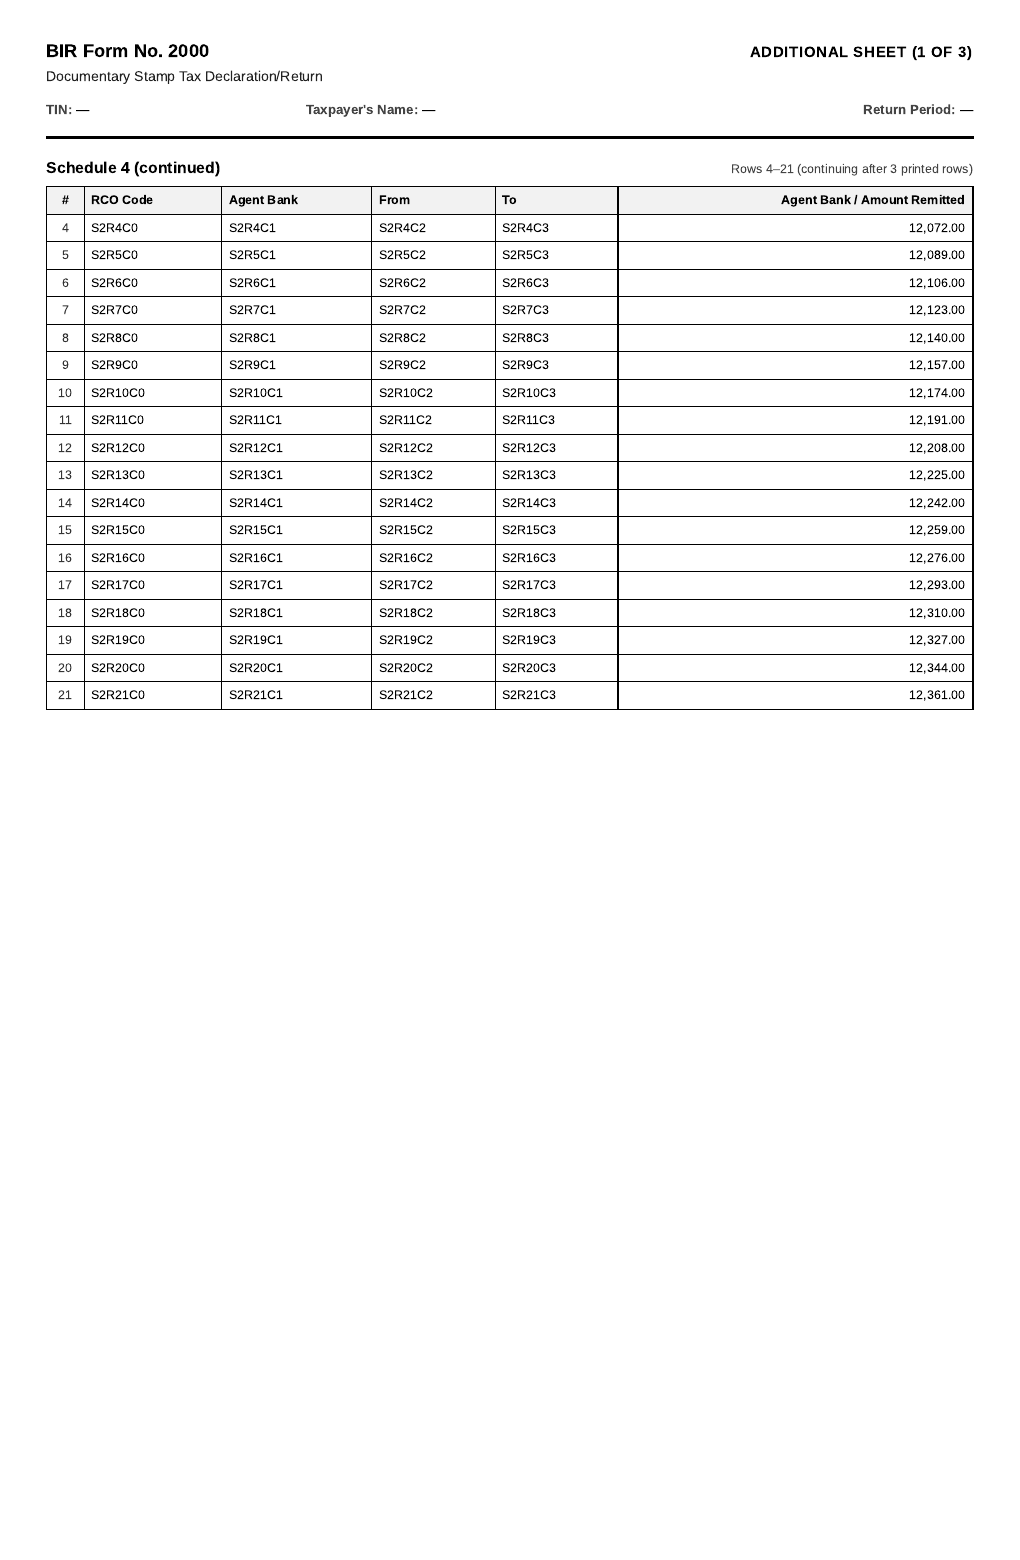 BIR Form No. 2000
ADDITIONAL SHEET (1 OF 3)
Documentary Stamp Tax Declaration/Return
TIN: — Taxpayer's Name: — Return Period: —
Schedule 4 (continued)
Rows 4–21 (continuing after 3 printed rows)
# RCO Code Agent Bank From To Agent Bank / Amount Remitted
4 S2R4C0 S2R4C1 S2R4C2 S2R4C3 12,072.00
5 S2R5C0 S2R5C1 S2R5C2 S2R5C3 12,089.00
6 S2R6C0 S2R6C1 S2R6C2 S2R6C3 12,106.00
7 S2R7C0 S2R7C1 S2R7C2 S2R7C3 12,123.00
8 S2R8C0 S2R8C1 S2R8C2 S2R8C3 12,140.00
9 S2R9C0 S2R9C1 S2R9C2 S2R9C3 12,157.00
10 S2R10C0 S2R10C1 S2R10C2 S2R10C3 12,174.00
11 S2R11C0 S2R11C1 S2R11C2 S2R11C3 12,191.00
12 S2R12C0 S2R12C1 S2R12C2 S2R12C3 12,208.00
13 S2R13C0 S2R13C1 S2R13C2 S2R13C3 12,225.00
14 S2R14C0 S2R14C1 S2R14C2 S2R14C3 12,242.00
15 S2R15C0 S2R15C1 S2R15C2 S2R15C3 12,259.00
16 S2R16C0 S2R16C1 S2R16C2 S2R16C3 12,276.00
17 S2R17C0 S2R17C1 S2R17C2 S2R17C3 12,293.00
18 S2R18C0 S2R18C1 S2R18C2 S2R18C3 12,310.00
19 S2R19C0 S2R19C1 S2R19C2 S2R19C3 12,327.00
20 S2R20C0 S2R20C1 S2R20C2 S2R20C3 12,344.00
21 S2R21C0 S2R21C1 S2R21C2 S2R21C3 12,361.00